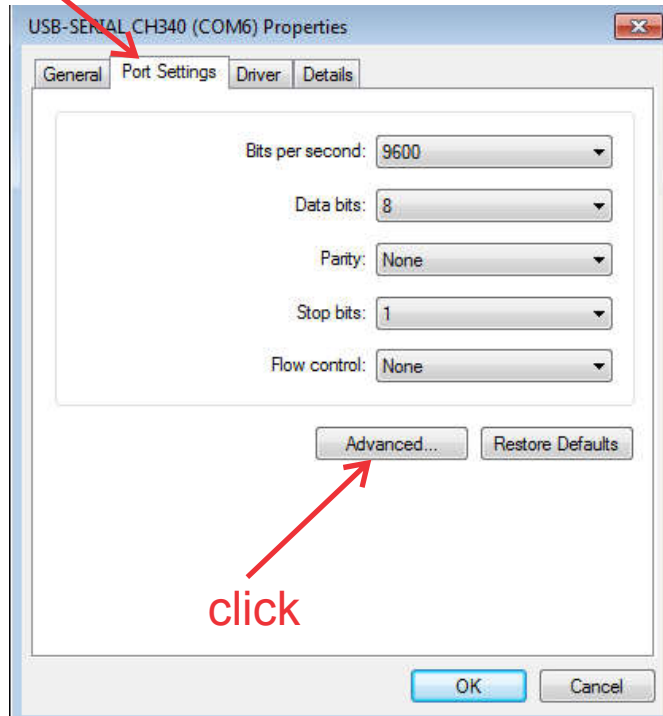 USB-SERIAL CH340 (COM6) Properties
General Port Settings Driver Details
Bits per second: 9600
Data bits: 8
Parity: None
Stop bits: 1
Flow control: None
Advanced... Restore Defaults
click
OK Cancel